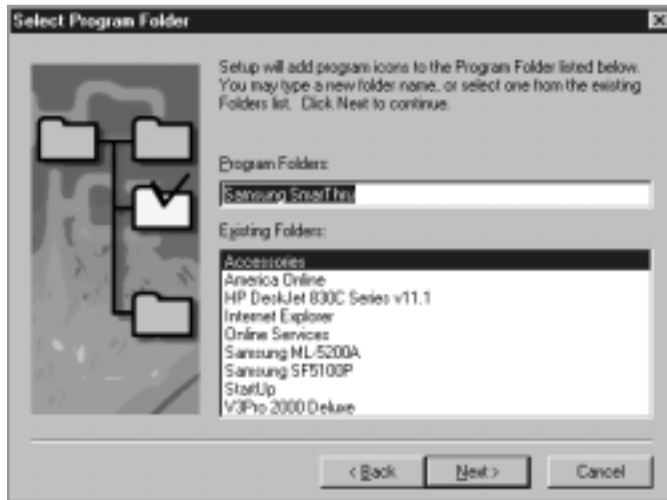 Select Program Folder
Setup will add program icons to the Program Folder listed below.
You may type a new folder name, or select one from the existing
Folders list. Click Next to continue.
Program Folders:
Samsung SmarThru
Existing Folders:
Accessories
America Online
HP DeskJet 830C Series v11.1
Internet Explorer
Online Services
Samsung ML-5200A
Samsung SF5100P
StartUp
V3Pro 2000 Deluxe
< Back
Next >
Cancel